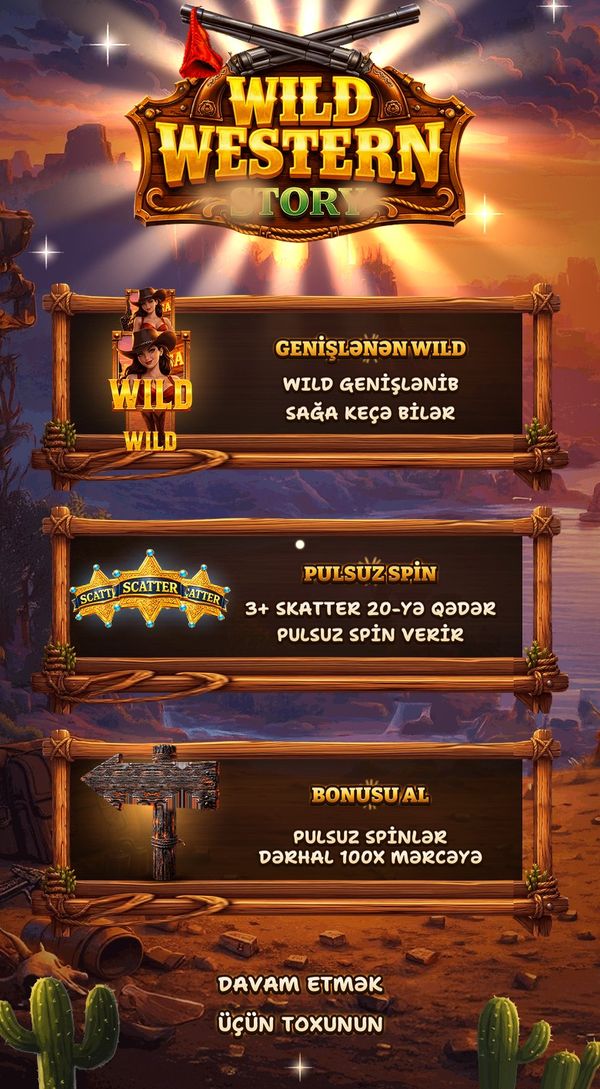 WILD
WESTERN
STORY
GENİŞLƏNƏN WILD
WILD GENİŞLƏNİB
SAĞA KEÇƏ BİLƏR
WILD
WILD
PULSUZ SPİN
SCATTER
3+ SKATTER 20-YƏ QƏDƏR
PULSUZ SPİN VERİR
BONUSU AL
PULSUZ SPİNLƏR
DƏRHAL 100X MƏRCƏYƏ
DAVAM ETMƏK
ÜÇÜN TOXUNUN